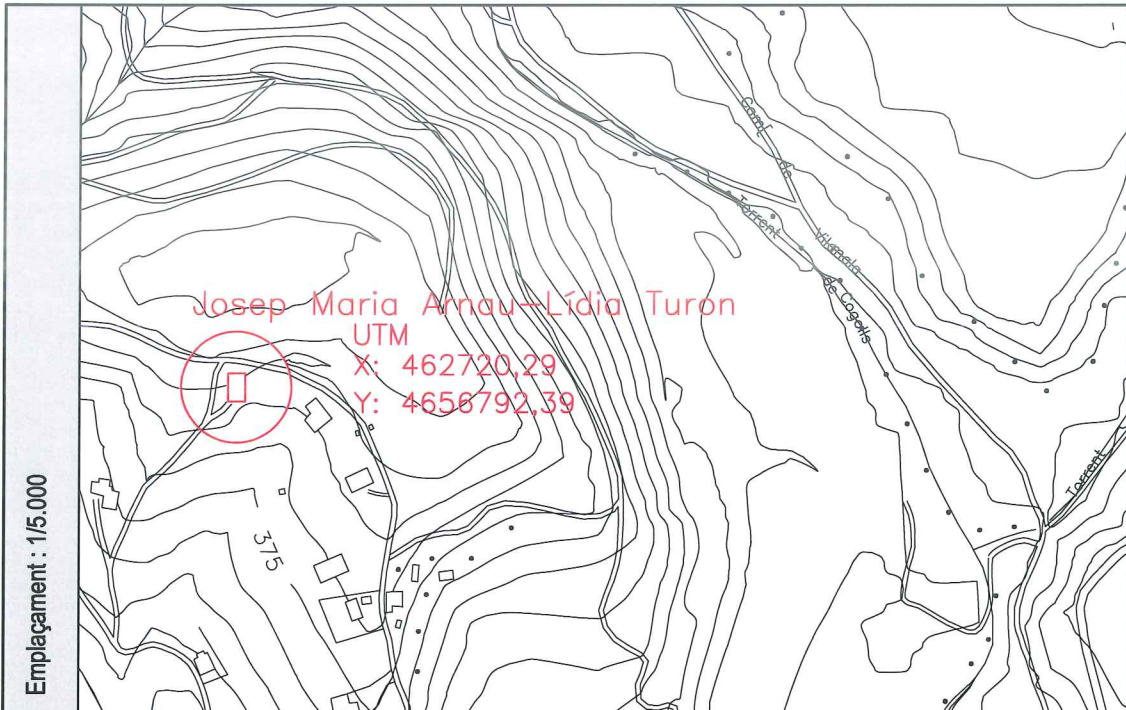 Emplaçament : 1/5.000
Camí de Vilamala
Torrent de Cogolls
Josep Maria Arnau-Lídia Turon
UTM
X: 462720,29
Y: 4656792,39
Torrent
375